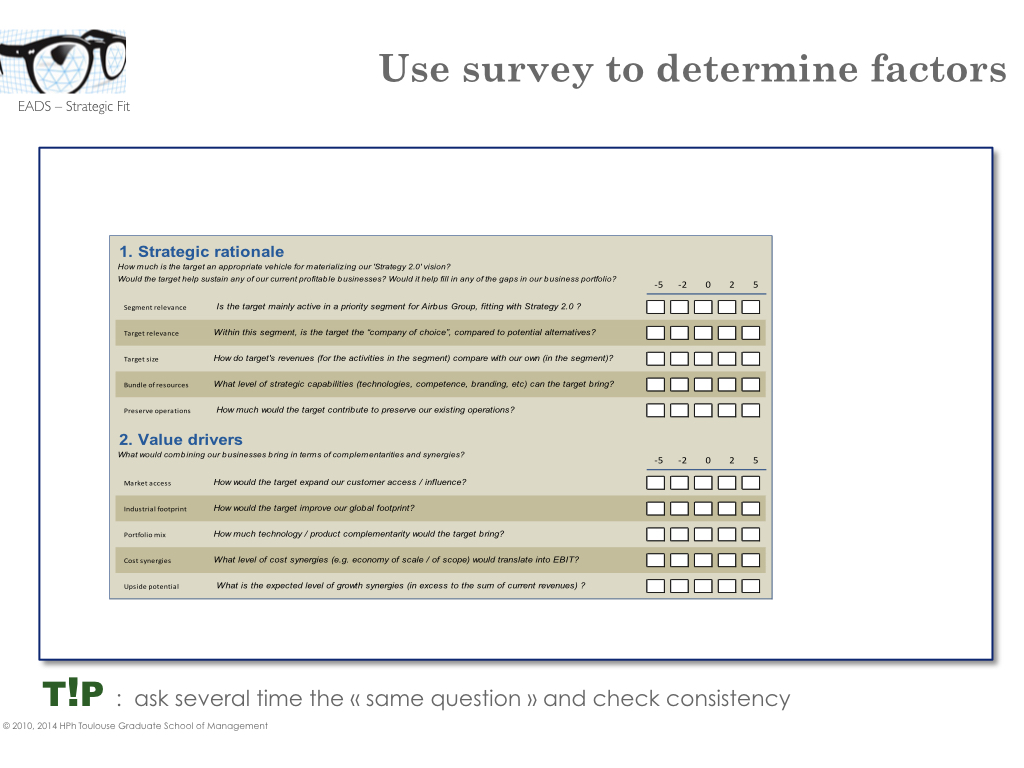 Use survey to determine factors
EADS – Strategic Fit
1. Strategic rationale
How much is the target an appropriate vehicle for materializing our 'Strategy 2.0' vision?
Would the target help sustain any of our current profitable businesses? Would it help fill in any of the gaps in our business portfolio?
-5 -2 0 2 5
Segment relevance Is the target mainly active in a priority segment for Airbus Group, fitting with Strategy 2.0 ?
Target relevance Within this segment, is the target the "company of choice", compared to potential alternatives?
Target size How do target's revenues (for the activities in the segment) compare with our own (in the segment)?
Bundle of resources What level of strategic capabilities (technologies, competence, branding, etc) can the target bring?
Preserve operations How much would the target contribute to preserve our existing operations?
2. Value drivers
What would combining our businesses bring in terms of complementarities and synergies?
-5 -2 0 2 5
Market access How would the target expand our customer access / influence?
Industrial footprint How would the target improve our global footprint?
Portfolio mix How much technology / product complementarity would the target bring?
Cost synergies What level of cost synergies (e.g. economy of scale / of scope) would translate into EBIT?
Upside potential What is the expected level of growth synergies (in excess to the sum of current revenues) ?
T!P : ask several time the « same question » and check consistency
© 2010, 2014 HPh Toulouse Graduate School of Management